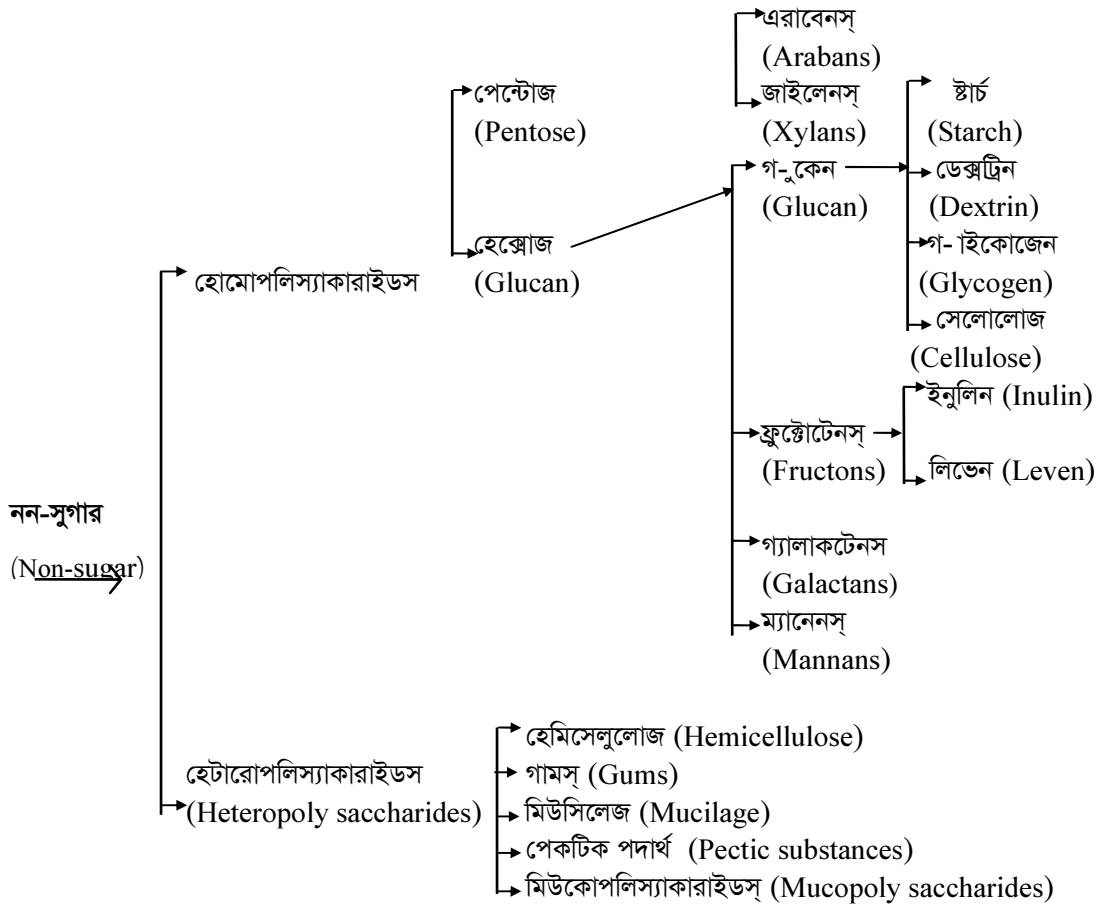 নন-সুগার
(Non-sugar)
হোমোপলিস্যাকারাইডস
পেন্টোজ
(Pentose)
হেক্সোজ
(Glucan)
এরাবেনস্
(Arabans)
জাইলেনস্
(Xylans)
গ-ুকেন
(Glucan)
ষ্টার্চ
(Starch)
ডেক্সট্রিন
(Dextrin)
গ- াইকোজেন
(Glycogen)
সেলোলোজ
(Cellulose)
ফ্রুক্টোটেনস্
(Fructons)
ইনুলিন (Inulin)
লিভেন (Leven)
গ্যালাকটেনস
(Galactans)
ম্যানেনস্
(Mannans)
হেটারোপলিস্যাকারাইডস
(Heteropoly saccharides)
হেমিসেলুলোজ (Hemicellulose)
গামস্ (Gums)
মিউসিলেজ (Mucilage)
পেকটিক পদার্থ (Pectic substances)
মিউকোপলিস্যাকারাইডস্ (Mucopoly saccharides)